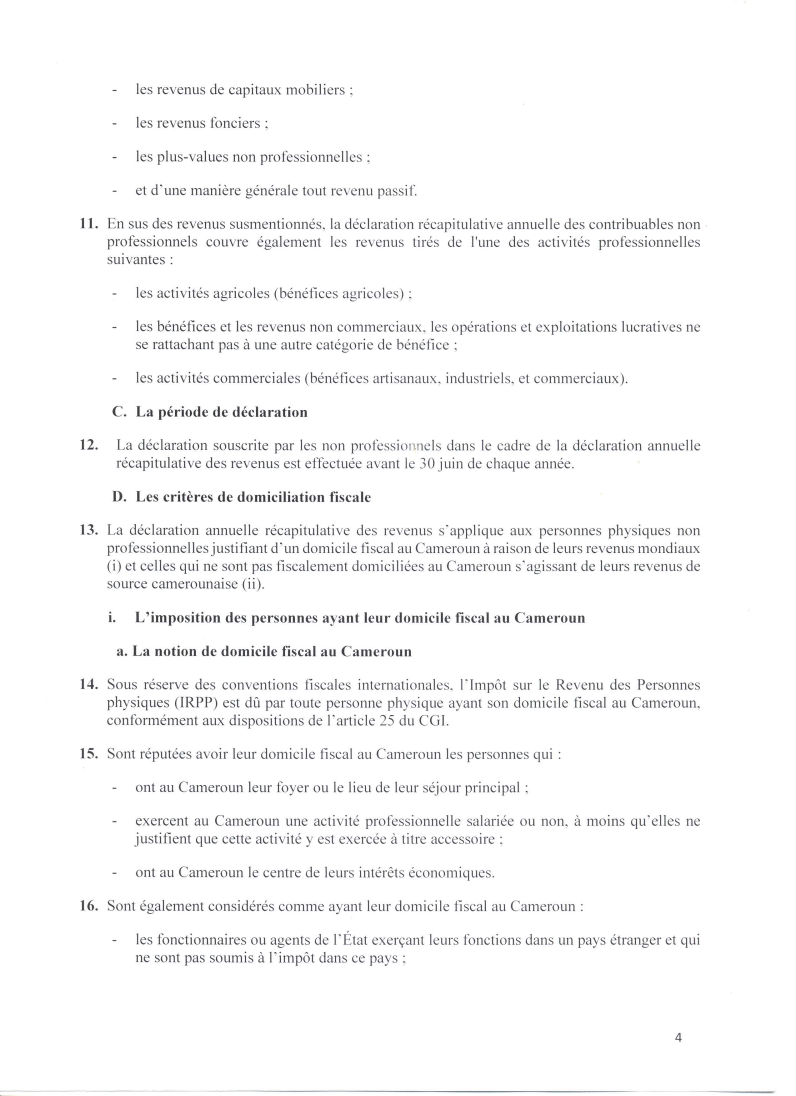 - les revenus de capitaux mobiliers ;
- les revenus fonciers ;
- les plus-values non professionnelles ;
- et d'une manière générale tout revenu passif.
11. En sus des revenus susmentionnés, la déclaration récapitulative annuelle des contribuables non
professionnels couvre également les revenus tirés de l'une des activités professionnelles
suivantes :
- les activités agricoles (bénéfices agricoles) ;
- les bénéfices et les revenus non commerciaux, les opérations et exploitations lucratives ne
se rattachant pas à une autre catégorie de bénéfice ;
- les activités commerciales (bénéfices artisanaux, industriels, et commerciaux).
C. La période de déclaration
12. La déclaration souscrite par les non professionnels dans le cadre de la déclaration annuelle
récapitulative des revenus est effectuée avant le 30 juin de chaque année.
D. Les critères de domiciliation fiscale
13. La déclaration annuelle récapitulative des revenus s'applique aux personnes physiques non
professionnelles justifiant d'un domicile fiscal au Cameroun à raison de leurs revenus mondiaux
(i) et celles qui ne sont pas fiscalement domiciliées au Cameroun s'agissant de leurs revenus de
source camerounaise (ii).
i. L'imposition des personnes ayant leur domicile fiscal au Cameroun
a. La notion de domicile fiscal au Cameroun
14. Sous réserve des conventions fiscales internationales, l'Impôt sur le Revenu des Personnes
physiques (IRPP) est dû par toute personne physique ayant son domicile fiscal au Cameroun,
conformément aux dispositions de l'article 25 du CGI.
15. Sont réputées avoir leur domicile fiscal au Cameroun les personnes qui :
- ont au Cameroun leur foyer ou le lieu de leur séjour principal ;
- exercent au Cameroun une activité professionnelle salariée ou non, à moins qu'elles ne
justifient que cette activité y est exercée à titre accessoire ;
- ont au Cameroun le centre de leurs intérêts économiques.
16. Sont également considérés comme ayant leur domicile fiscal au Cameroun :
- les fonctionnaires ou agents de l'État exerçant leurs fonctions dans un pays étranger et qui
ne sont pas soumis à l'impôt dans ce pays ;
4